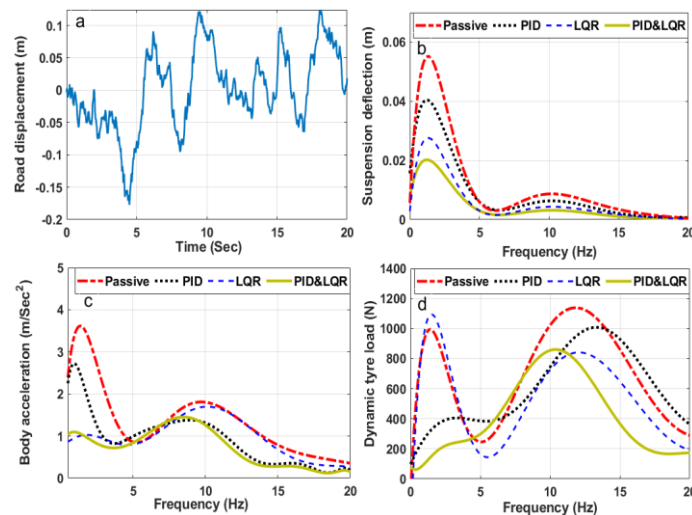 a
Road displacement (m)
0.1
0.05
0
-0.05
-0.1
-0.15
-0.2
0 5 10 15 20
Time (Sec)
Passive PID LQR PID&LQR
b
Suspension deflection (m)
0.06
0.04
0.02
0
0 5 10 15 20
Frequency (Hz)
Passive PID LQR PID&LQR
c
Body acceleration (m/Sec²)
5
4
3
2
1
0
0 5 10 15 20
Frequency (Hz)
Passive PID LQR PID&LQR
d
Dynamic tyre load (N)
1400
1200
1000
800
600
400
200
0
0 5 10 15 20
Frequency (Hz)